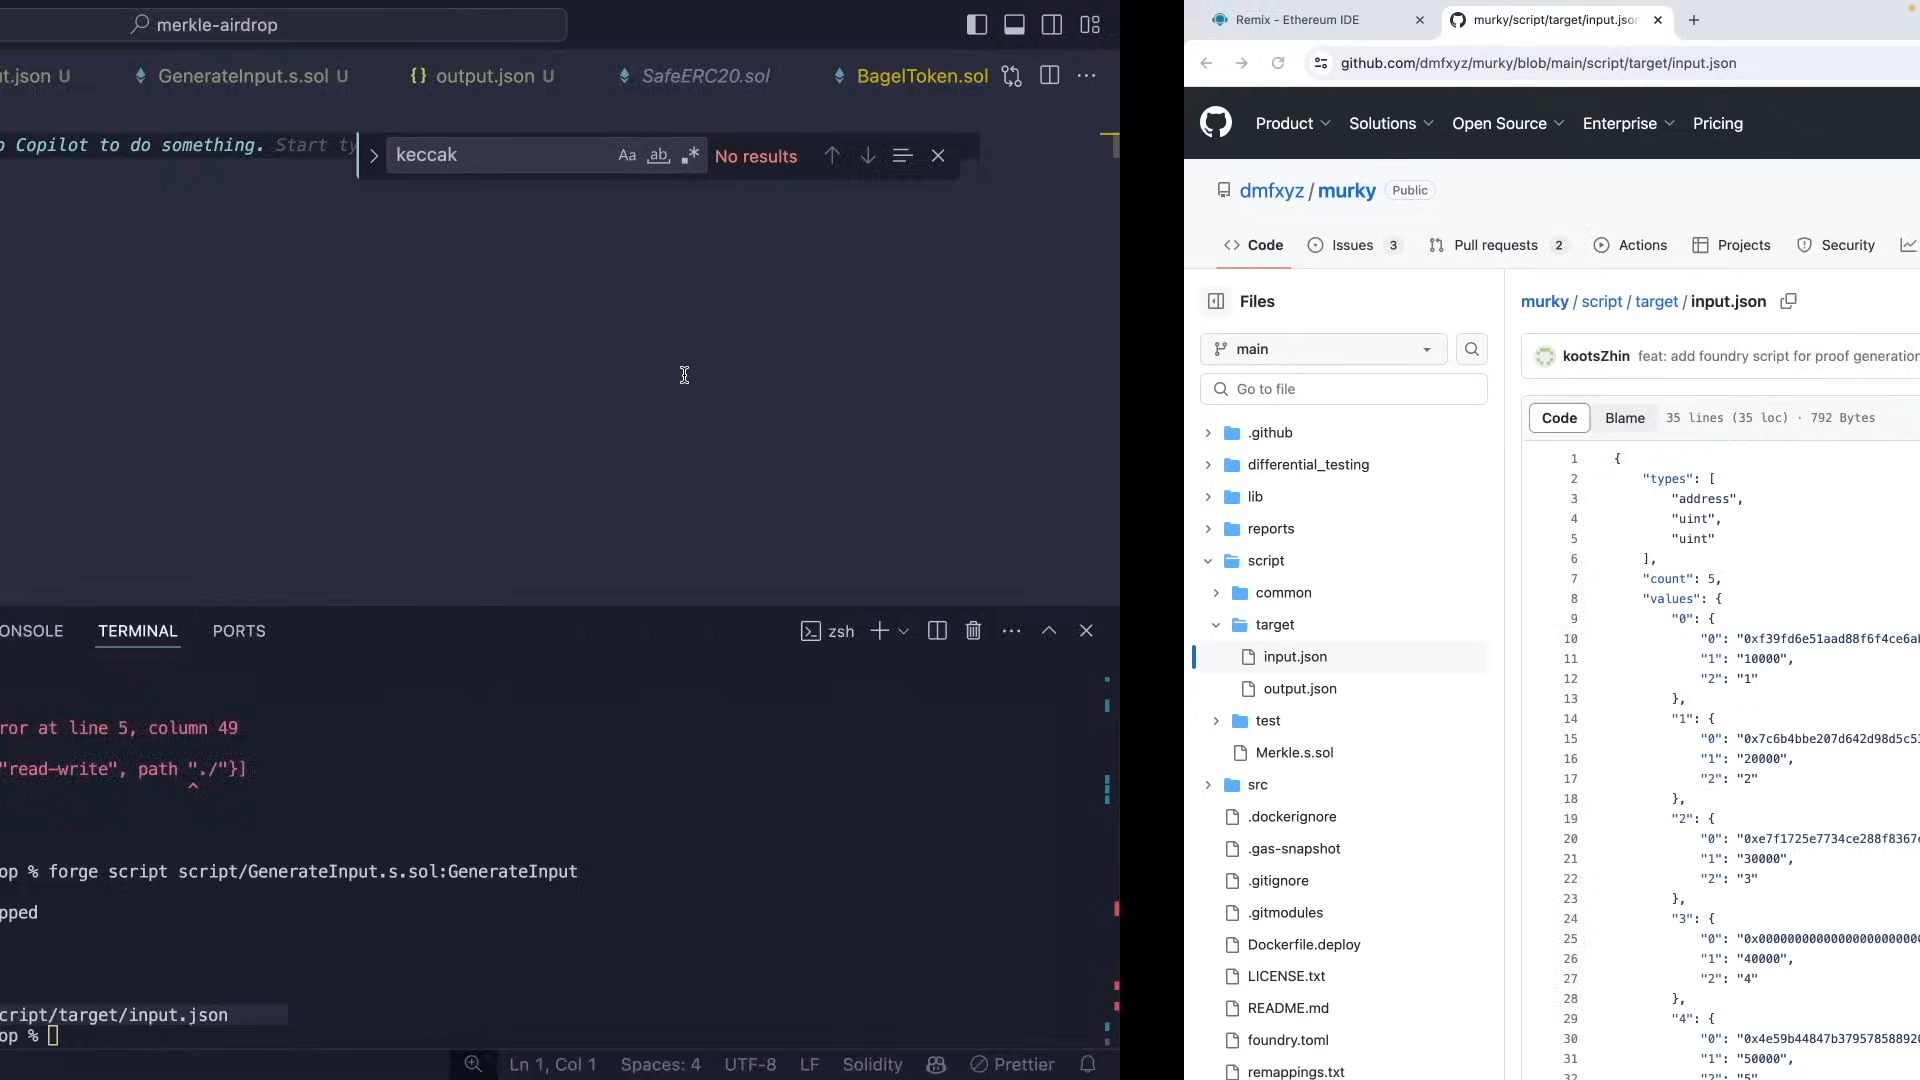 merkle-airdrop
t.json U
GenerateInput.s.sol U
{} output.json U
SafeERC20.sol
BagelToken.sol
Copilot to do something. Start ty
keccak
Aa
ab
.*
No results
ONSOLE
TERMINAL
PORTS
zsh
ror at line 5, column 49
"read-write", path "./"}]
^
op % forge script script/GenerateInput.s.sol:GenerateInput
pped
cript/target/input.json
op %
Ln 1, Col 1
Spaces: 4
UTF-8
LF
Solidity
Prettier
Remix - Ethereum IDE
murky/script/target/input.jso
github.com/dmfxyz/murky/blob/main/script/target/input.json
Product
Solutions
Open Source
Enterprise
Pricing
dmfxyz / murky
Public
Code
Issues 3
Pull requests 2
Actions
Projects
Security
Files
main
Go to file
.github
differential_testing
lib
reports
script
common
target
input.json
output.json
test
Merkle.s.sol
src
.dockerignore
.gas-snapshot
.gitignore
.gitmodules
Dockerfile.deploy
LICENSE.txt
README.md
foundry.toml
remappings.txt
murky / script / target / input.json
kootsZhin feat: add foundry script for proof generation
Code
Blame
35 lines (35 loc) · 792 Bytes
1 {
2 "types": [
3 "address",
4 "uint",
5 "uint"
6 ],
7 "count": 5,
8 "values": {
9 "0": {
10 "0": "0xf39fd6e51aad88f6f4ce6a
11 "1": "10000",
12 "2": "1"
13 },
14 "1": {
15 "0": "0x7c6b4bbe207d642d98d5c53
16 "1": "20000",
17 "2": "2"
18 },
19 "2": {
20 "0": "0xe7f1725e7734ce288f8367
21 "1": "30000",
22 "2": "3"
23 },
24 "3": {
25 "0": "0x0000000000000000000000
26 "1": "40000",
27 "2": "4"
28 },
29 "4": {
30 "0": "0x4e59b44847b37957858892
31 "1": "50000",
32 "2": "5"